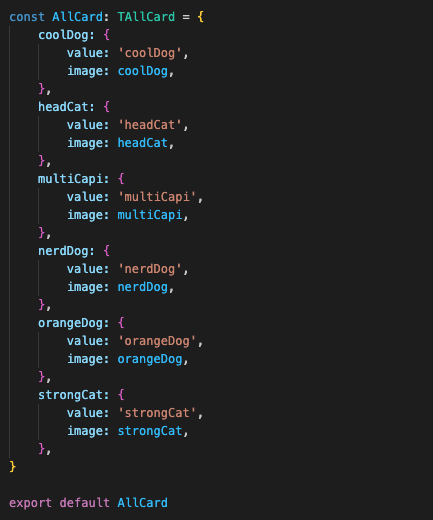 const AllCard: TAllCard = {
    coolDog: {
        value: 'coolDog',
        image: coolDog,
    },
    headCat: {
        value: 'headCat',
        image: headCat,
    },
    multiCapi: {
        value: 'multiCapi',
        image: multiCapi,
    },
    nerdDog: {
        value: 'nerdDog',
        image: nerdDog,
    },
    orangeDog: {
        value: 'orangeDog',
        image: orangeDog,
    },
    strongCat: {
        value: 'strongCat',
        image: strongCat,
    },
}

export default AllCard